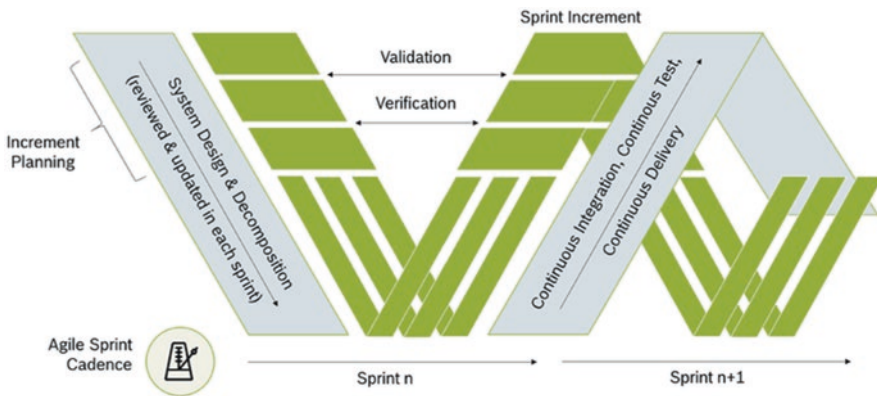 Sprint Increment
Validation
Verification
Increment
Planning
System Design & Decomposition
(reviewed & updated in each sprint)
Continuous Integration, Continous Test,
Continuous Delivery
Agile Sprint
Cadence
Sprint n
Sprint n+1